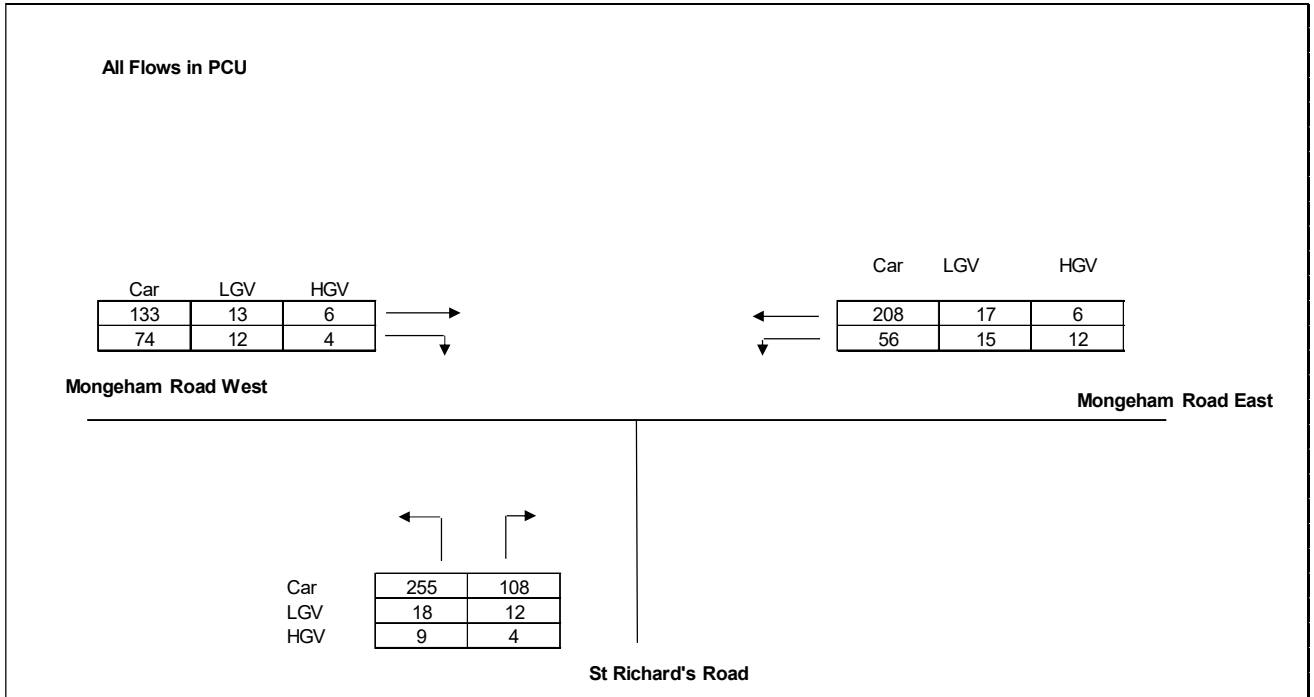 All Flows in PCU
Car LGV HGV
Car LGV HGV
133 13 6
208 17 6
74 12 4
56 15 12
Mongeham Road West
Mongeham Road East
Car 255 108
LGV 18 12
HGV 9 4
St Richard's Road